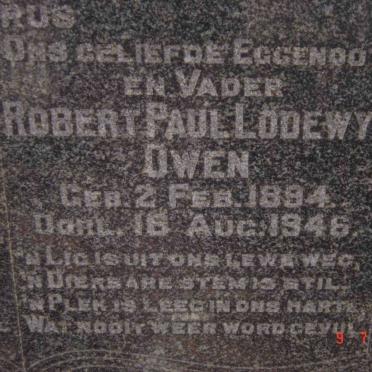 RUS
ONS GELIEFDE EGGENOO
EN VADER
ROBERT PAUL LODEWY
OWEN
GEB. 2 FEB. 1894.
OORL. 16 AUG. 1946.
'N LIG IS UIT ONS LEWE WEG,
'N DIERBARE STEM IS STIL.
'N PLEK IS LEEG IN ONS HARTE
WAT NOOIT WEER WORD GEVUL
9 7